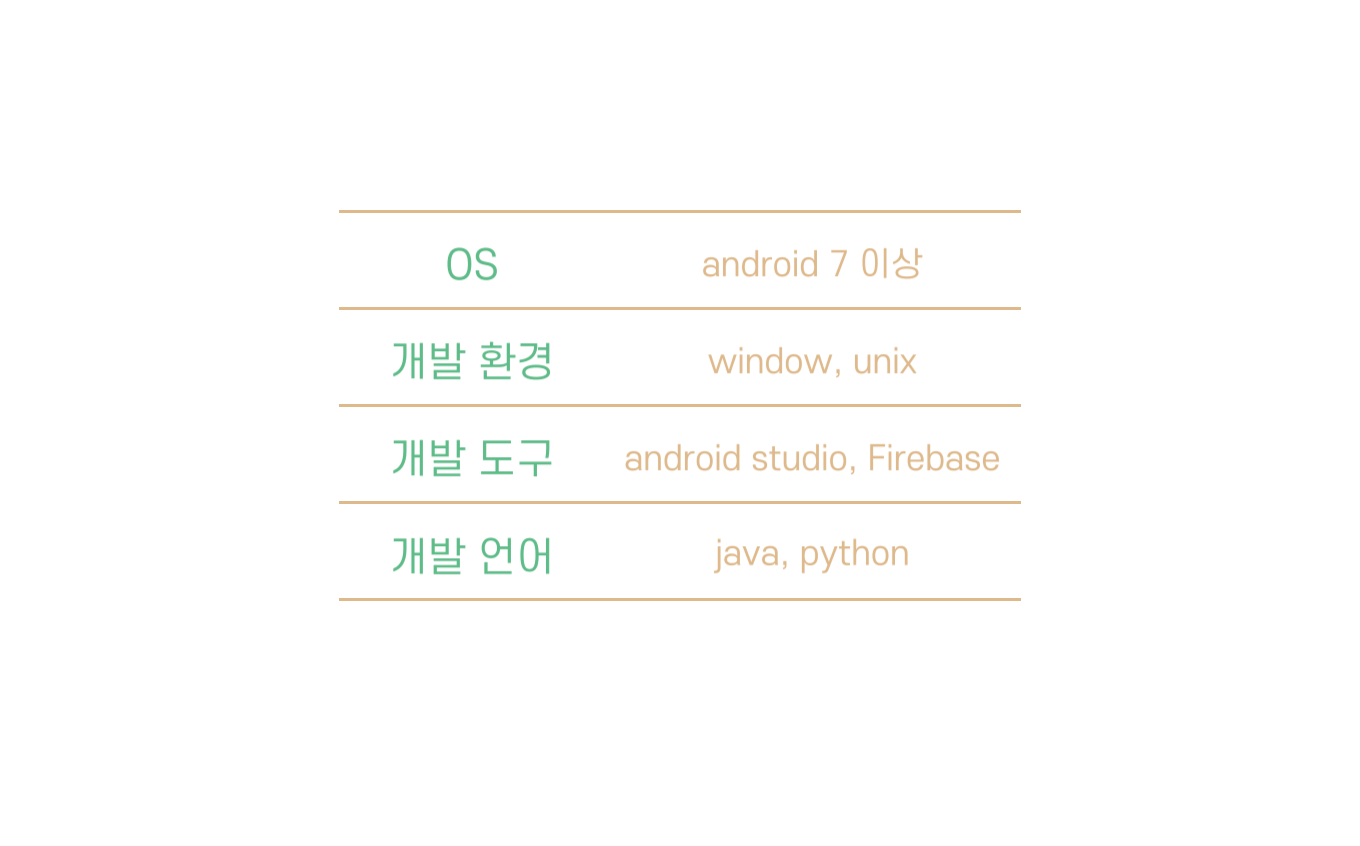 OS android 7 이상
개발 환경 window, unix
개발 도구 android studio, Firebase
개발 언어 java, python